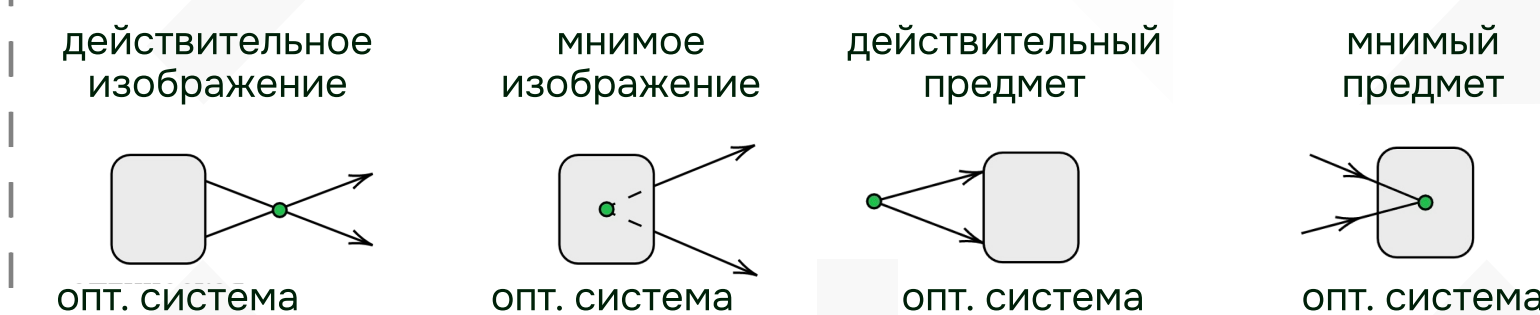 действительное
изображение
мнимое
изображение
действительный
предмет
мнимый
предмет
опт. система
опт. система
опт. система
опт. система